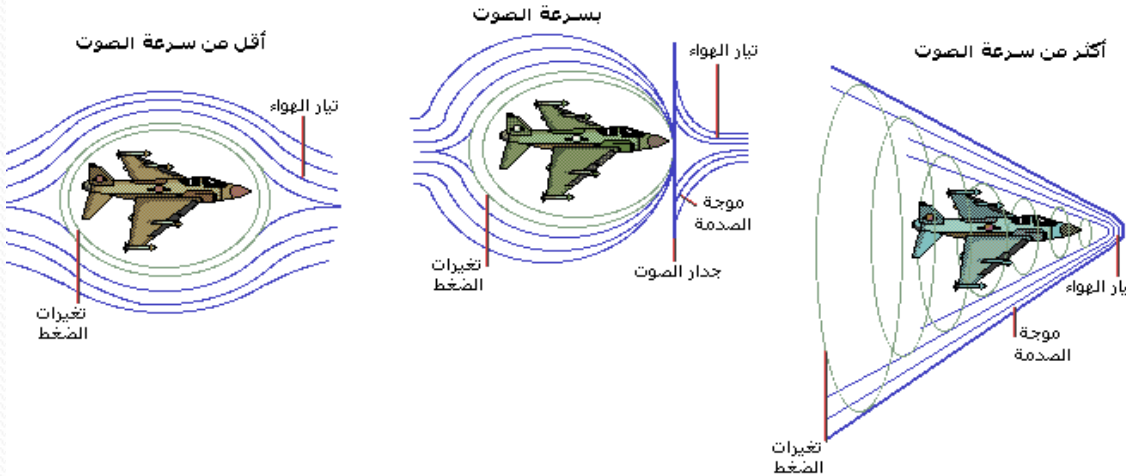 أقل من سرعة الصوت
تيار الهواء
تغيرات
الضغط
بسرعة الصوت
تيار الهواء
موجة
الصدمة
تغيرات
الضغط
جدار الصوت
أكثر من سرعة الصوت
يار الهواء
موجة
الصدمة
تغيرات
الضغط